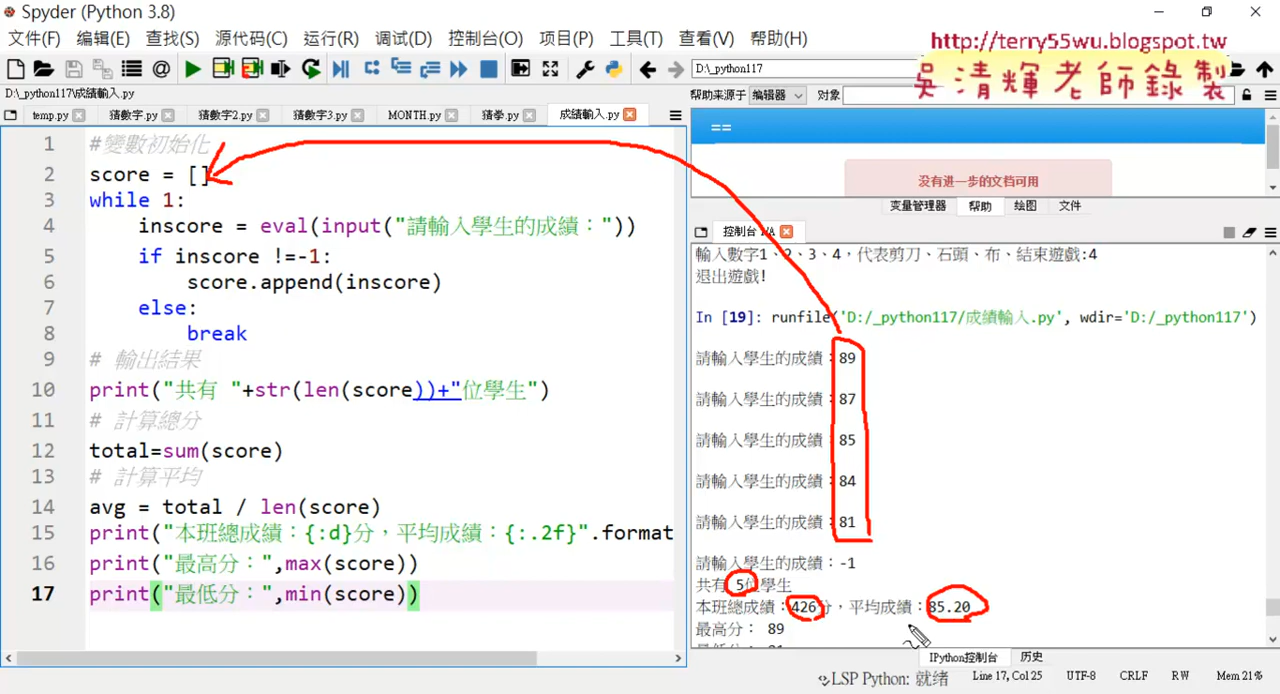 Spyder (Python 3.8)
文件(F) 编辑(E) 查找(S) 源代码(C) 运行(R) 调试(D) 控制台(O) 项目(P) 工具(T) 查看(V) 帮助(H)
http://terry55wu.blogspot.tw
吳清輝老師錄製
D:\_python117
D:\_python117\成績輸入.py
帮助来源于 编辑器 对象
temp.py 猜數字.py 猜數字2.py 猜數字3.py MONTH.py 猜拳.py 成績輸入.py
1 #變數初始化
2 score = []
3 while 1:
4 inscore = eval(input("請輸入學生的成績："))
5 if inscore !=-1:
6 score.append(inscore)
7 else:
8 break
9 # 輸出結果
10 print("共有 "+str(len(score))+"位學生")
11 # 計算總分
12 total=sum(score)
13 # 計算平均
14 avg = total / len(score)
15 print("本班總成績：{:d}分，平均成績：{:.2f}".format
16 print("最高分：",max(score))
17 print("最低分：",min(score))
==
没有进一步的文档可用
变量管理器 帮助 绘图 文件
控制台 1/A
輸入數字1、2、3、4，代表剪刀、石頭、布、結束遊戲:4
退出遊戲!
In [19]: runfile('D:/_python117/成績輸入.py', wdir='D:/_python117')
請輸入學生的成績：89
請輸入學生的成績：87
請輸入學生的成績：85
請輸入學生的成績：84
請輸入學生的成績：81
請輸入學生的成績：-1
共有 5位學生
本班總成績：426分，平均成績：85.20
最高分： 89
IPython控制台 历史
LSP Python: 就绪 Line 17, Col 25 UTF-8 CRLF RW Mem 21%